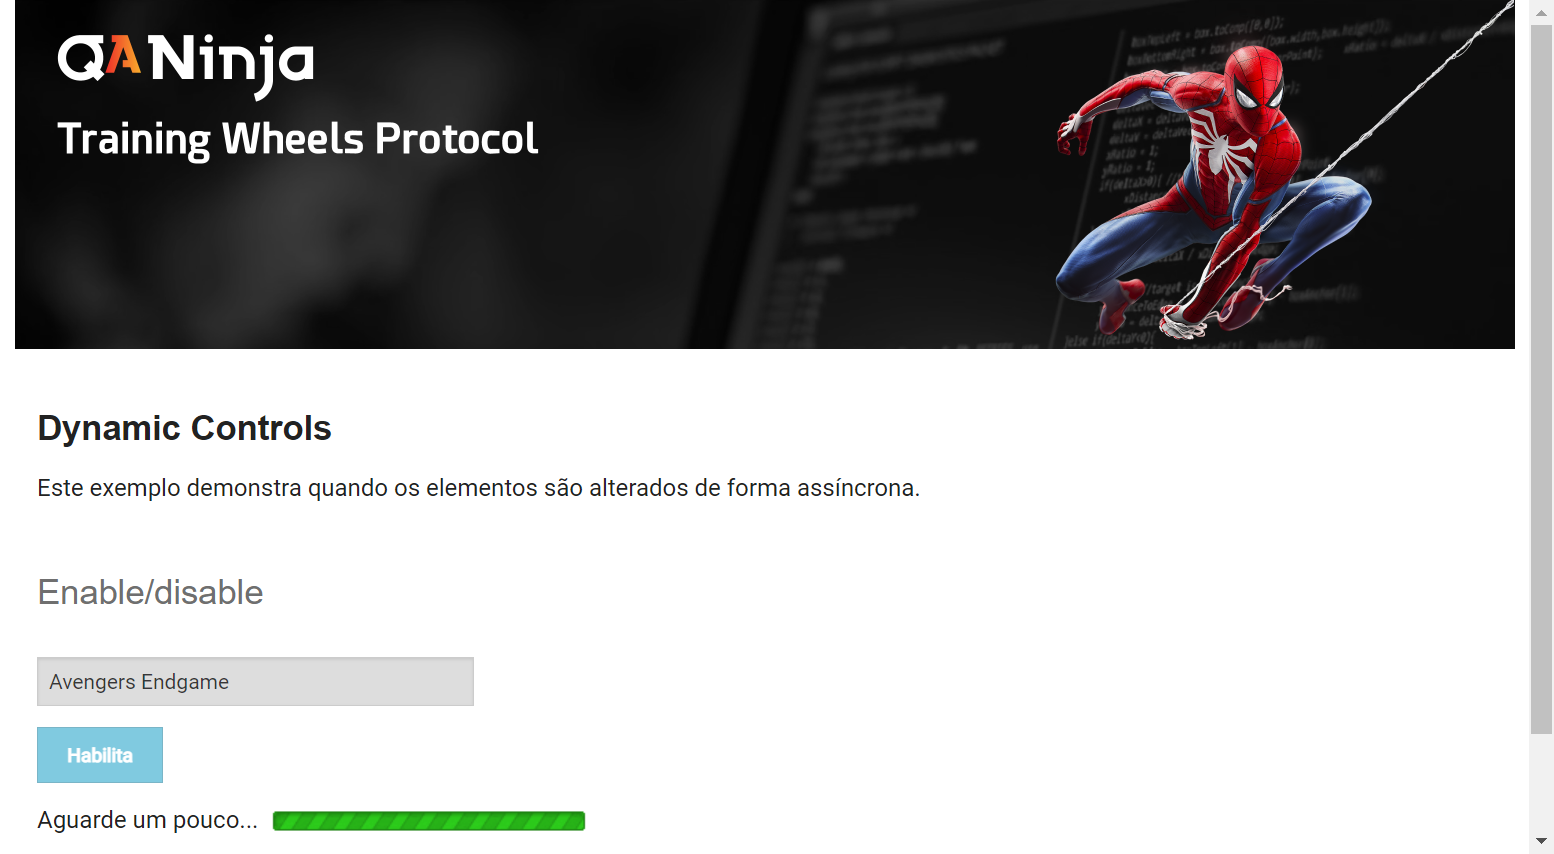 QANinja
Training Wheels Protocol
Dynamic Controls
Este exemplo demonstra quando os elementos são alterados de forma assíncrona.
Enable/disable
Avengers Endgame
Habilita
Aguarde um pouco...